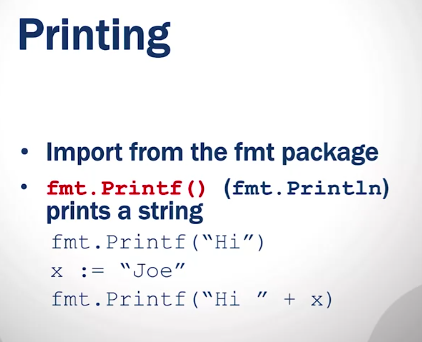 Printing
• Import from the fmt package
• fmt.Printf() (fmt.Println)
prints a string
fmt.Printf(“Hi”)
x := “Joe”
fmt.Printf(“Hi ” + x)